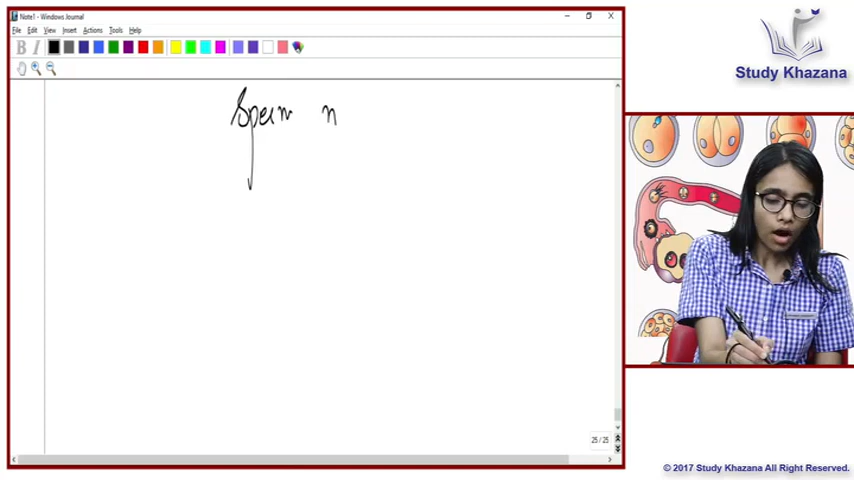 Note1 - Windows Journal
File Edit View Insert Actions Tools Help
B I
Sperm n
25 / 25
Study Khazana
© 2017 Study Khazana All Right Reserved.